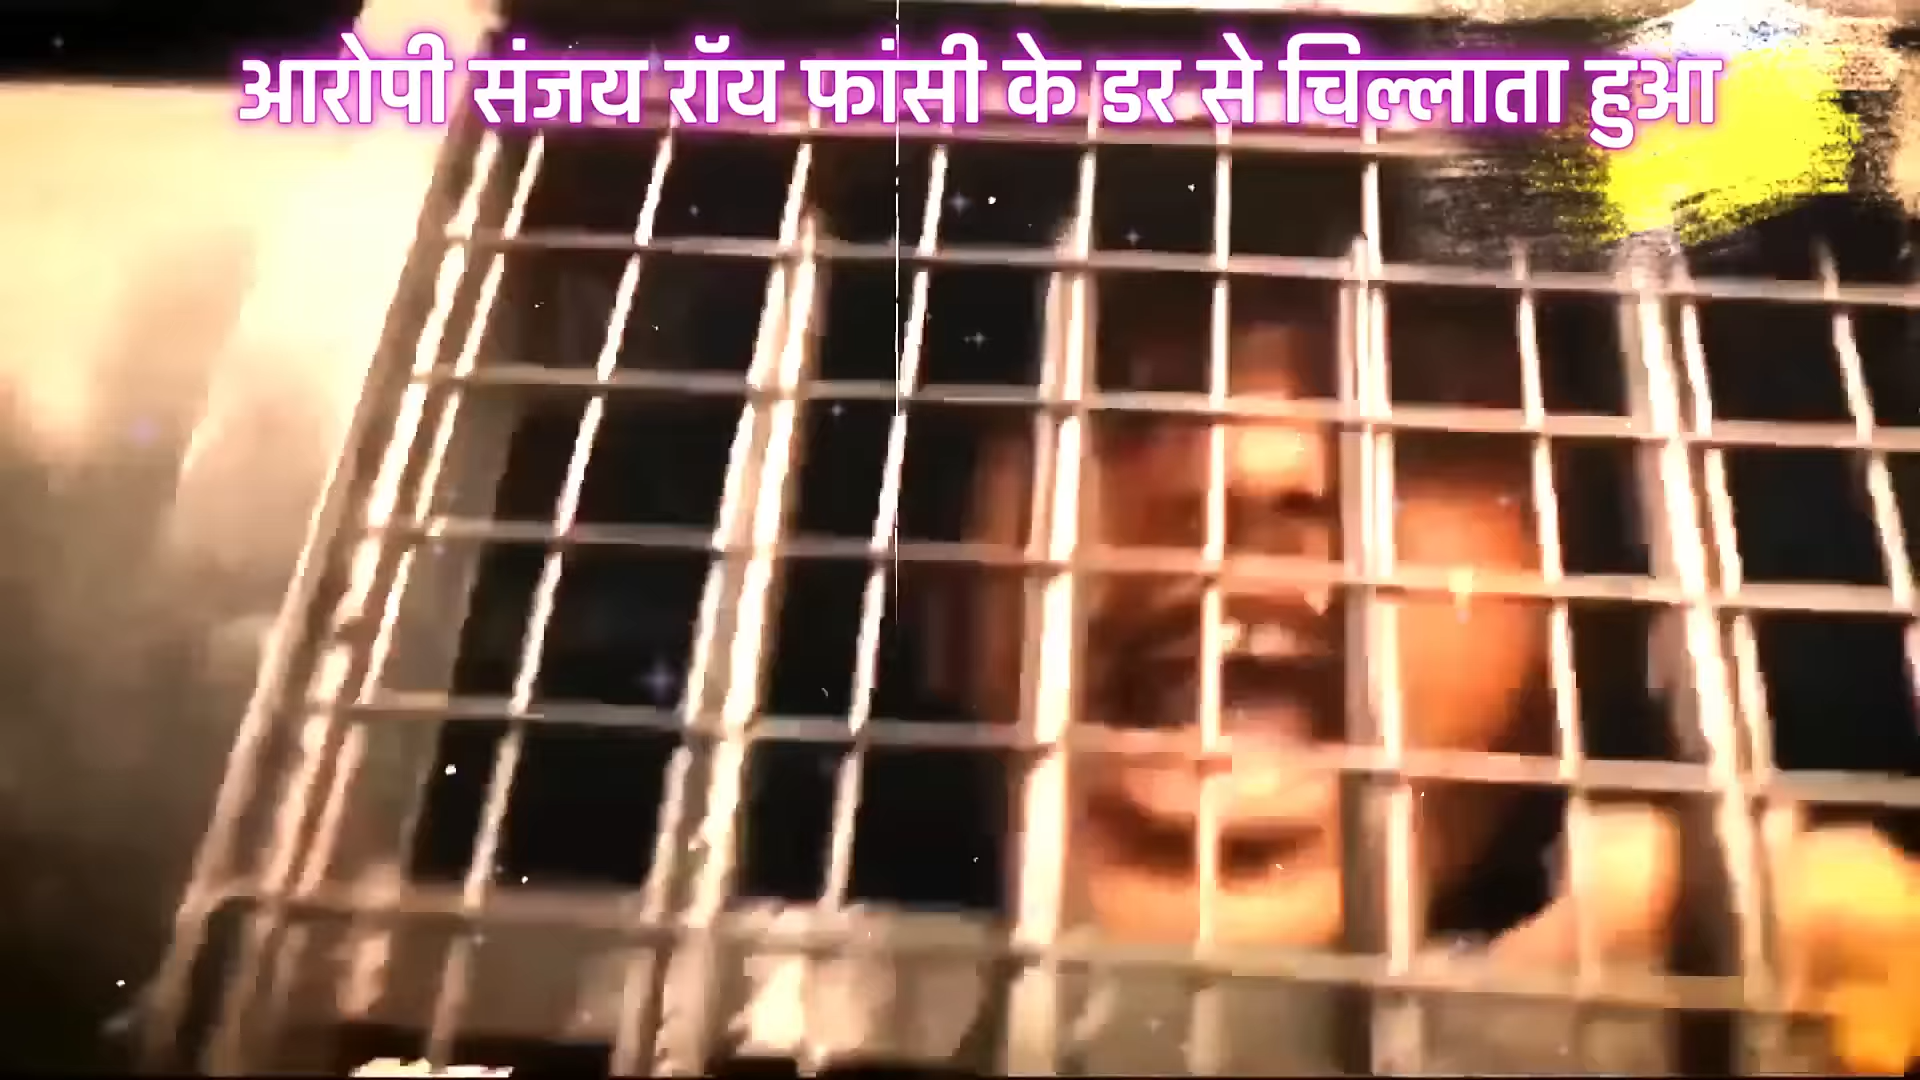 आरोपी संजय रॉय फांसी के डर से चिल्लाता हुआ